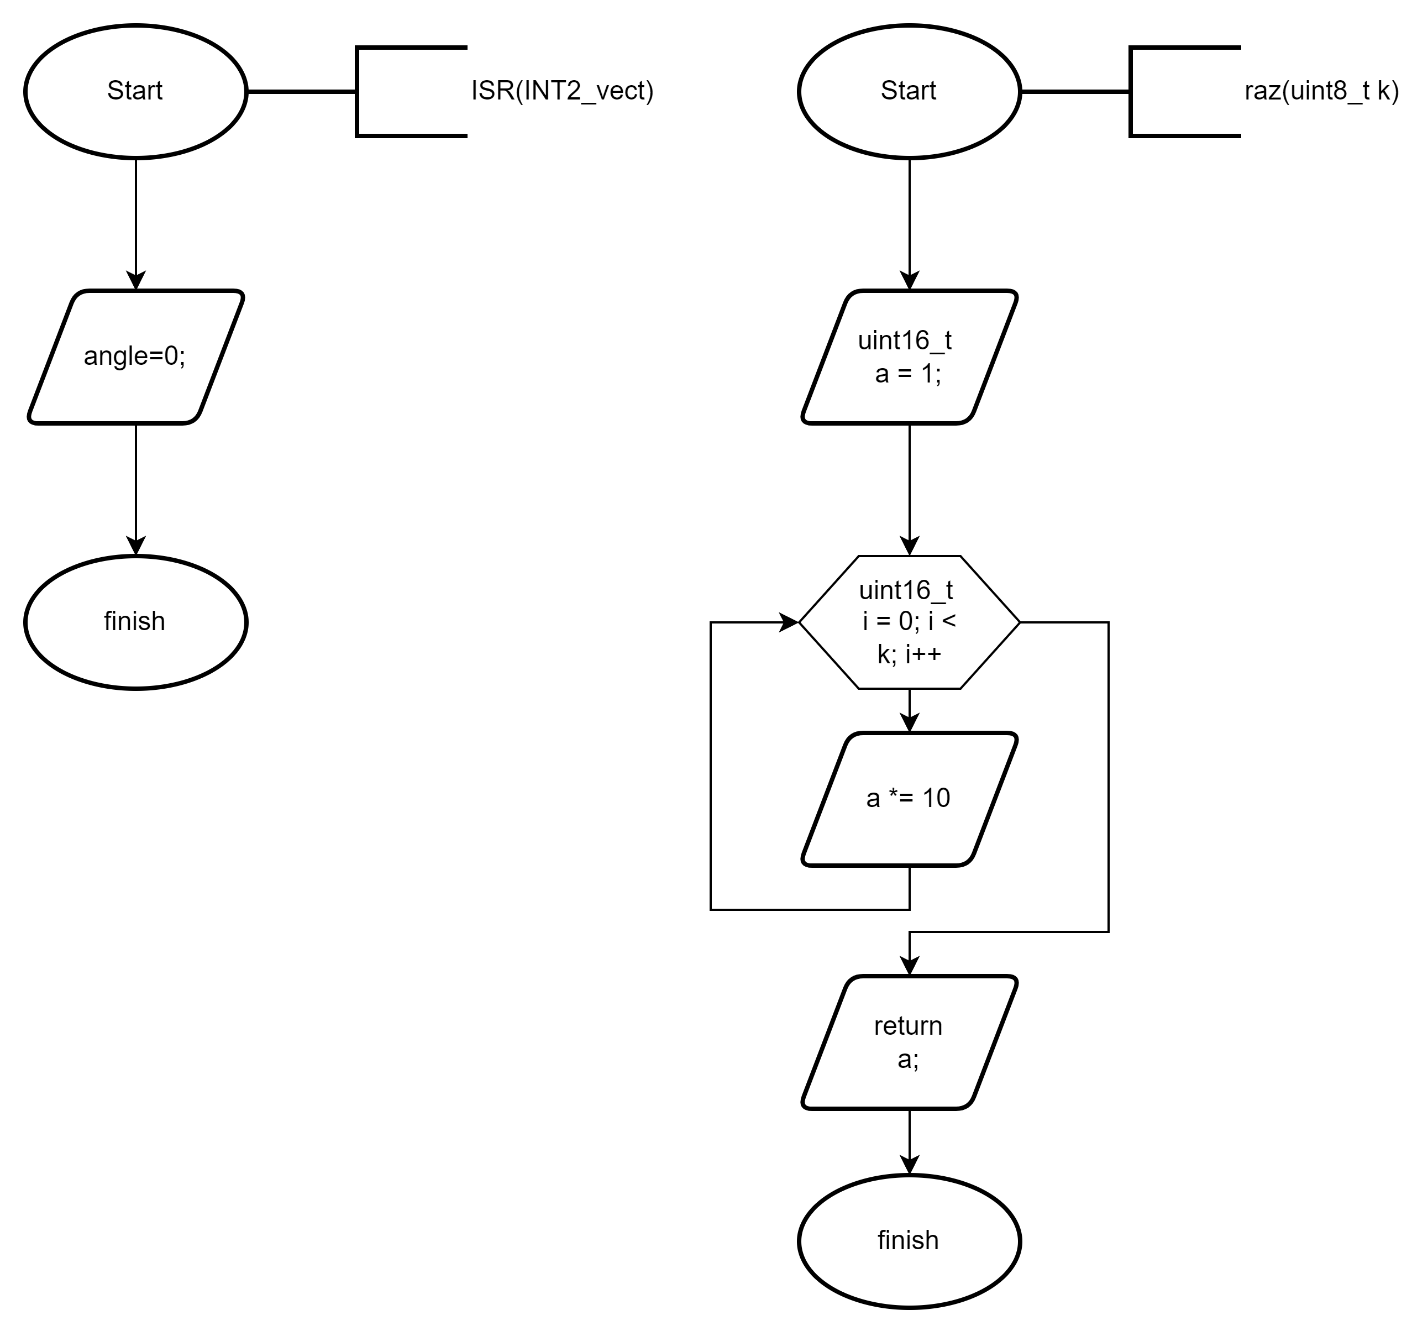 Start
ISR(INT2_vect)
angle=0;
finish
Start
raz(uint8_t k)
uint16_t
a = 1;
uint16_t
i = 0; i <
k; i++
a *= 10
return
a;
finish